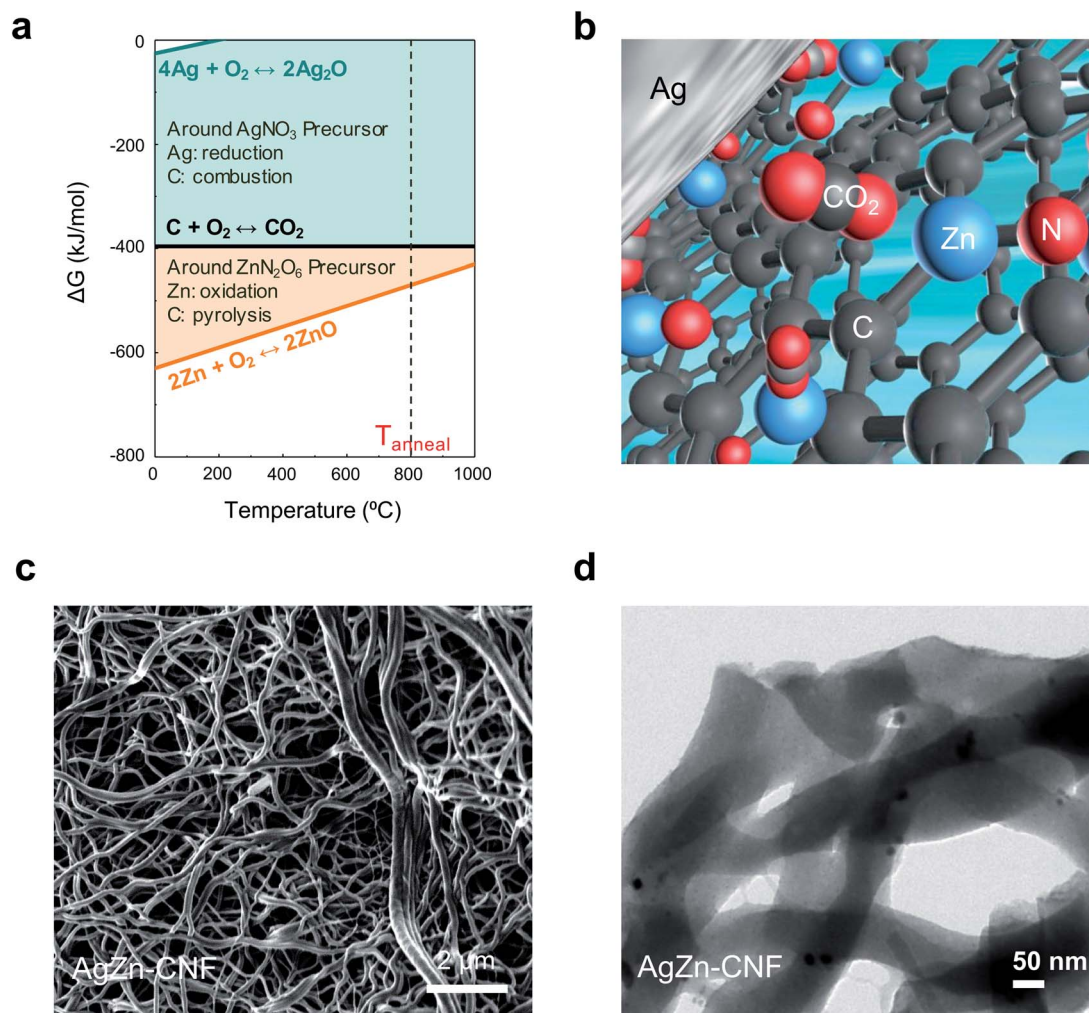 a
0
-200
-400
-600
-800
ΔG (kJ/mol)
4Ag + O₂ ↔ 2Ag₂O
Around AgNO₃ Precursor
Ag: reduction
C: combustion
C + O₂ ↔ CO₂
Around ZnN₂O₆ Precursor
Zn: oxidation
C: pyrolysis
2Zn + O₂ ↔ 2ZnO
Tanneal
0 200 400 600 800 1000
Temperature (ºC)
b
Ag
CO₂
Zn
N
C
c
AgZn-CNF
2 μm
d
AgZn-CNF
50 nm